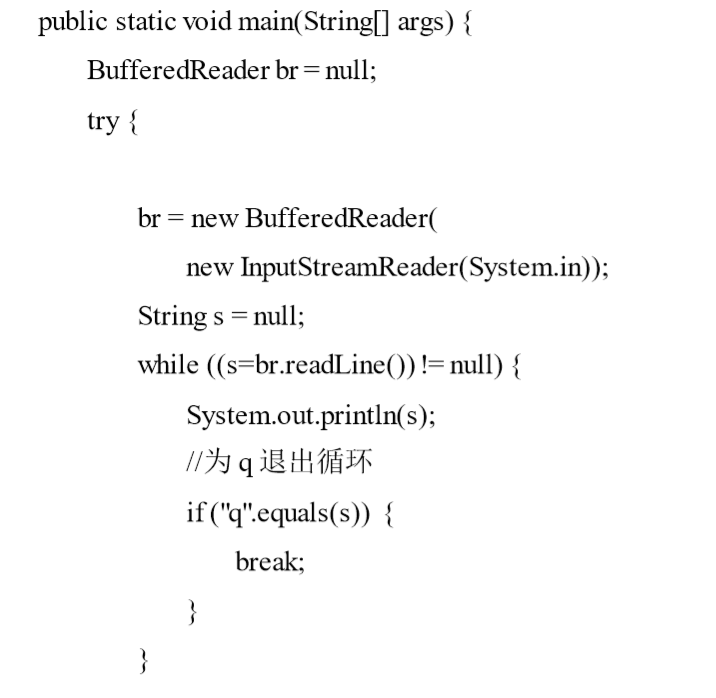 public static void main(String[] args) {
BufferedReader br = null;
try {
br = new BufferedReader(
new InputStreamReader(System.in));
String s = null;
while ((s=br.readLine()) != null) {
System.out.println(s);
//为 q 退出循环
if ("q".equals(s)) {
break;
}
}